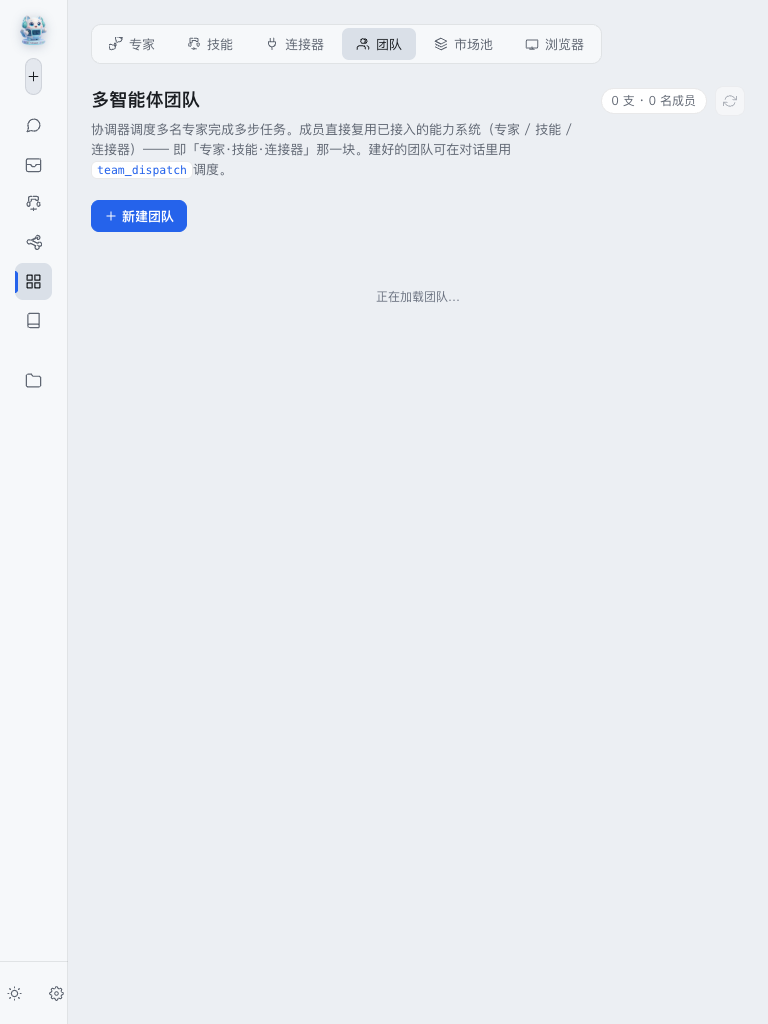 专家 技能 连接器 团队 市场池 浏览器
多智能体团队
0 支 · 0 名成员
协调器调度多名专家完成多步任务。成员直接复用已接入的能力系统（专家 / 技能 /
连接器）—— 即「专家·技能·连接器」那一块。建好的团队可在对话里用
team_dispatch 调度。
新建团队
正在加载团队…